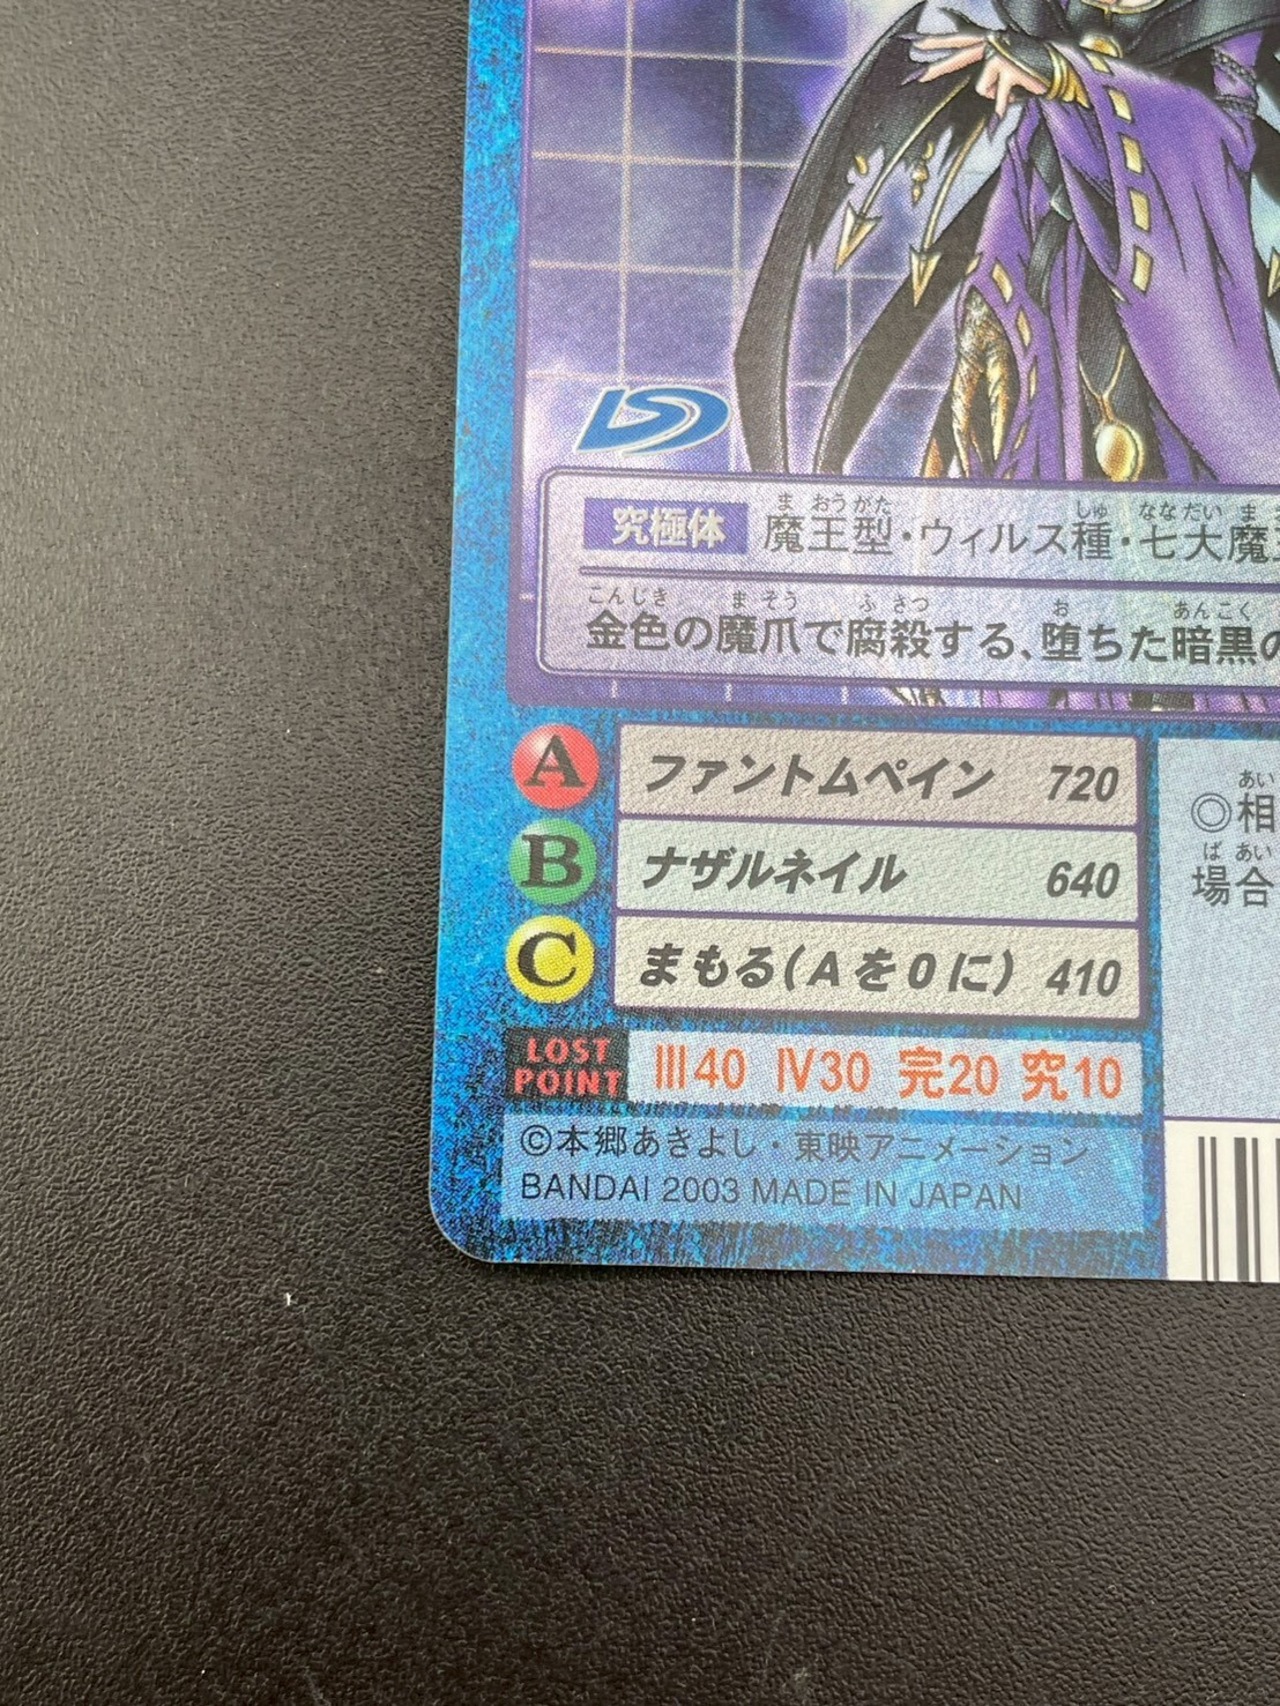 究極体 魔王型・ウィルス種・七大魔
まおうがた しゅ ななだい ま
こんじき まそう ふさつ お あんこく
金色の魔爪で腐殺する、堕ちた暗黒の
A ファントムペイン 720
B ナザルネイル 640
C まもる(Aを0に) 410
LOST POINT III40 IV30 完20 究10
©本郷あきよし・東映アニメーション
BANDAI 2003 MADE IN JAPAN
あい
◎相
ば あい
場合